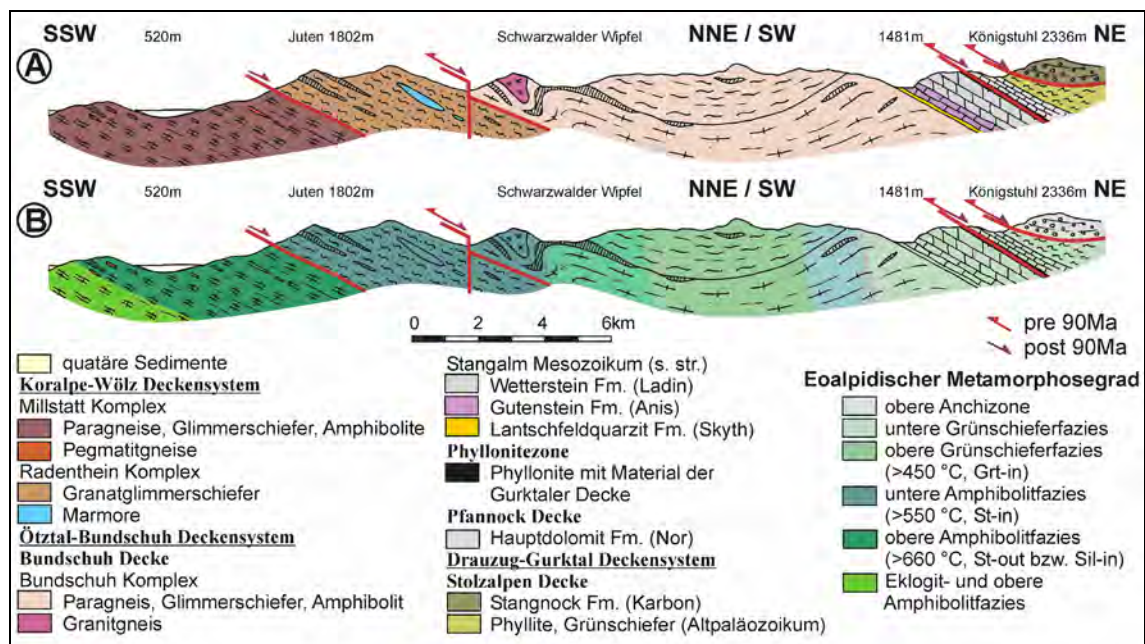 SSW 520m Juten 1802m Schwarzwalder Wipfel NNE / SW 1481m Königstuhl 2336m NE
A
SSW 520m Juten 1802m Schwarzwalder Wipfel NNE / SW 1481m Königstuhl 2336m NE
B
0 2 4 6km
pre 90Ma
post 90Ma
quatäre Sedimente
Koralpe-Wölz Deckensystem
Millstatt Komplex
Paragneise, Glimmerschiefer, Amphibolite
Pegmatitgneise
Radenthein Komplex
Granatglimmerschiefer
Marmore
Ötztal-Bundschuh Deckensystem
Bundschuh Decke
Bundschuh Komplex
Paragneis, Glimmerschiefer, Amphibolit
Granitgneis
Stangalm Mesozoikum (s. str.)
Wetterstein Fm. (Ladin)
Gutenstein Fm. (Anis)
Lantschfeldquarzit Fm. (Skyth)
Phyllonitezone
Phyllonite mit Material der
Gurktaler Decke
Pfannock Decke
Hauptdolomit Fm. (Nor)
Drauzug-Gurktal Deckensystem
Stolzalpen Decke
Stangnock Fm. (Karbon)
Phyllite, Grünschiefer (Altpaläozoikum)
Eoalpidischer Metamorphosegrad
obere Anchizone
untere Grünschieferfazies
obere Grünschieferfazies
(>450 °C, Grt-in)
untere Amphibolitfazies
(>550 °C, St-in)
obere Amphibolitfazies
(>660 °C, St-out bzw. Sil-in)
Eklogit- und obere
Amphibolitfazies